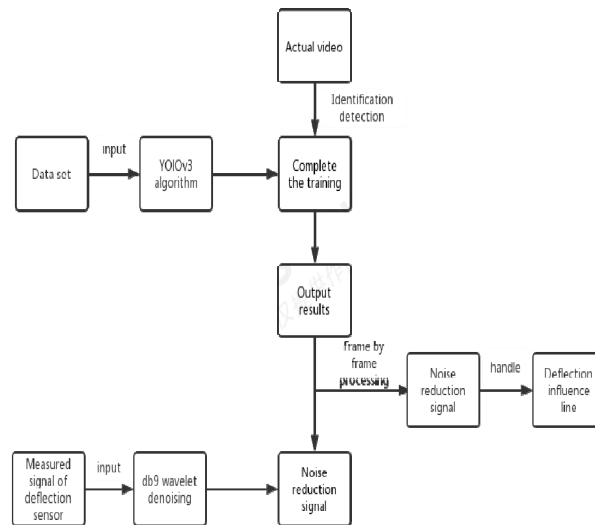 Actual video
Identification
detection
Data set
input
YOlOv3
algorithm
Complete
the training
Output
results
Frame by
frame
processing
Noise
reduction
signal
handle
Deflection
influence
line
Measured
signal of
deflection
sensor
input
db9 wavelet
denoising
Noise
reduction
signal